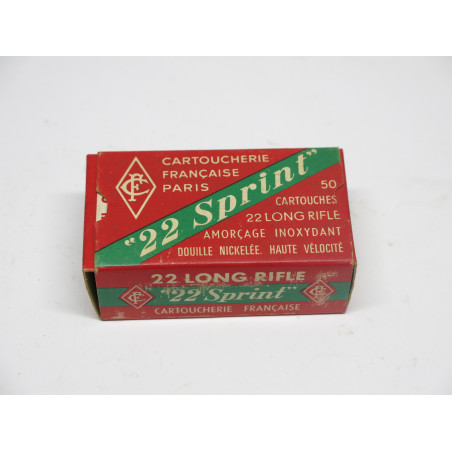 CF
CARTOUCHERIE
FRANÇAISE
PARIS
"22 Sprint"
50
CARTOUCHES
22 LONG RIFLE
AMORÇAGE INOXYDANT
DOUILLE NICKELÉE. HAUTE VÉLOCITÉ
22 LONG RIFLE
CF "22 Sprint" CF
CARTOUCHERIE FRANÇAISE